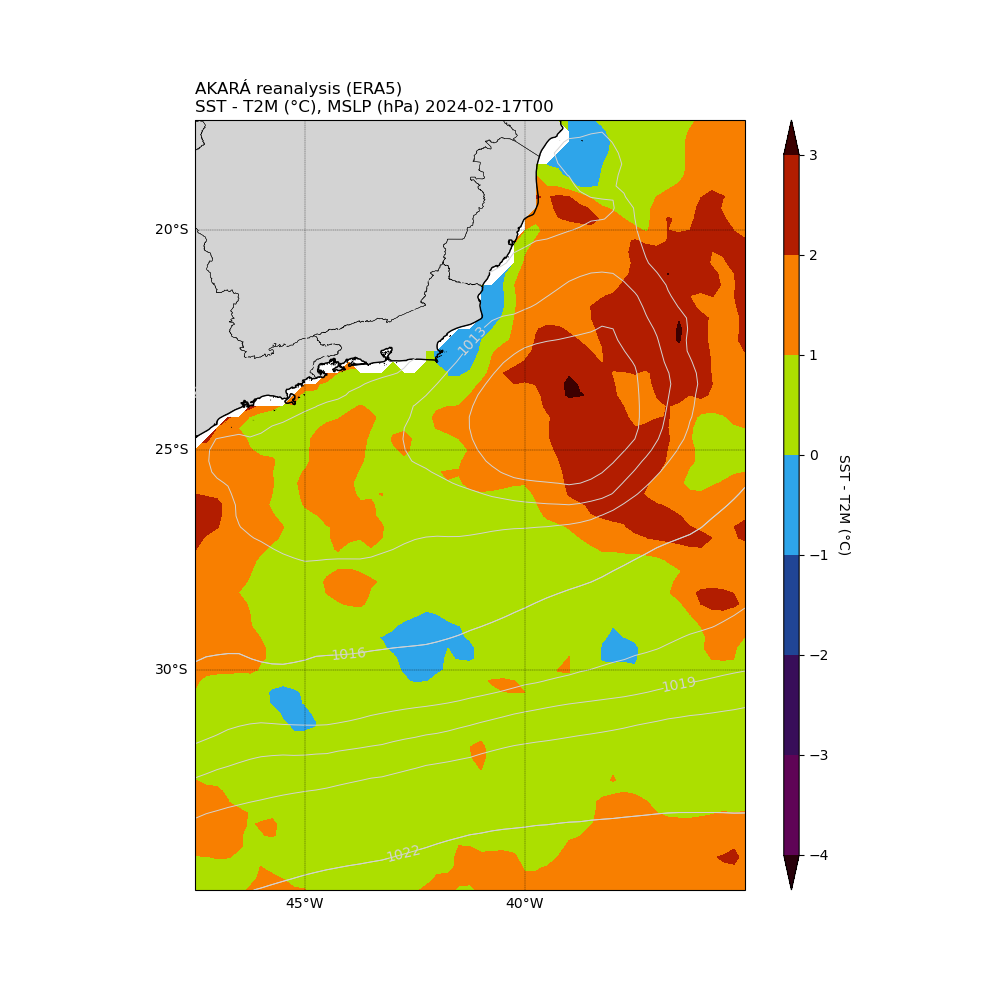 AKARÁ reanalysis (ERA5)
SST - T2M (°C), MSLP (hPa) 2024-02-17T00
3
2
20°S
1013
1
25°S
0
SST - T2M (°C)
−1
1016
−2
30°S
1019
−3
1022
−4
45°W
40°W